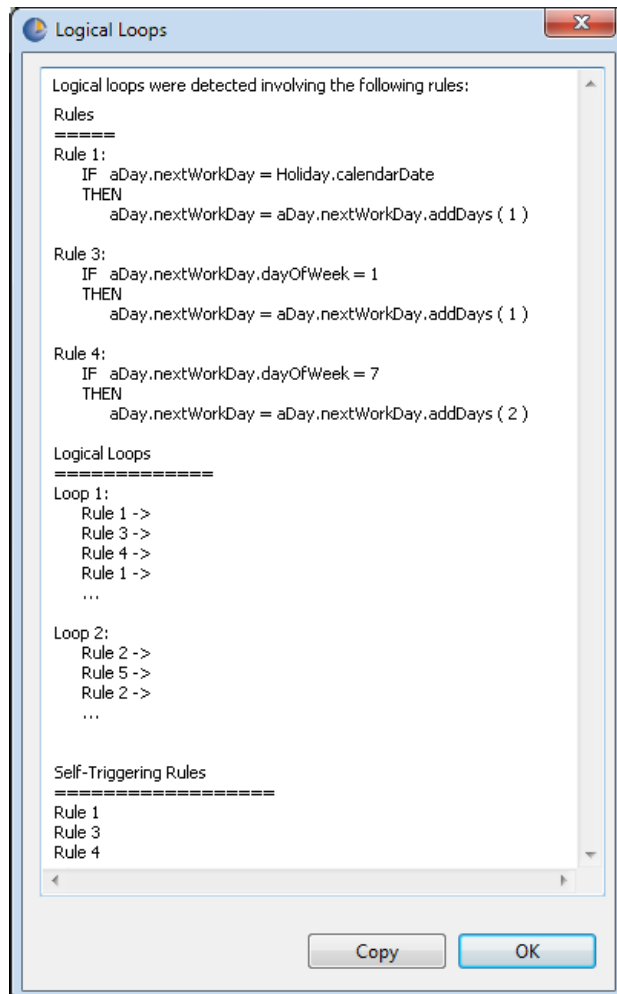 Logical Loops
Logical loops were detected involving the following rules:
Rules
=====
Rule 1:
IF aDay.nextWorkDay = Holiday.calendarDate
THEN
aDay.nextWorkDay = aDay.nextWorkDay.addDays ( 1 )
Rule 3:
IF aDay.nextWorkDay.dayOfWeek = 1
THEN
aDay.nextWorkDay = aDay.nextWorkDay.addDays ( 1 )
Rule 4:
IF aDay.nextWorkDay.dayOfWeek = 7
THEN
aDay.nextWorkDay = aDay.nextWorkDay.addDays ( 2 )
Logical Loops
=============
Loop 1:
Rule 1 ->
Rule 3 ->
Rule 4 ->
Rule 1 ->
...
Loop 2:
Rule 2 ->
Rule 5 ->
Rule 2 ->
...
Self-Triggering Rules
==================
Rule 1
Rule 3
Rule 4
Copy OK